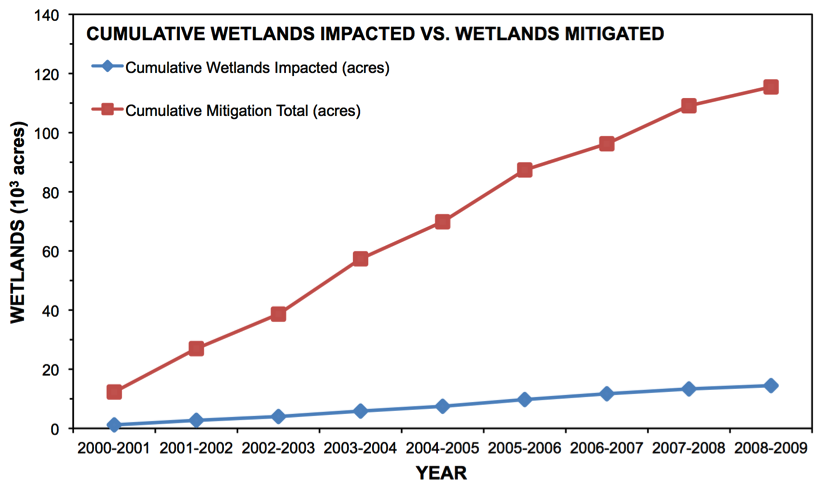 CUMULATIVE WETLANDS IMPACTED VS. WETLANDS MITIGATED
Cumulative Wetlands Impacted (acres)
Cumulative Mitigation Total (acres)
WETLANDS (10³ acres)
140
120
100
80
60
40
20
0
2000-2001 2001-2002 2002-2003 2003-2004 2004-2005 2005-2006 2006-2007 2007-2008 2008-2009
YEAR